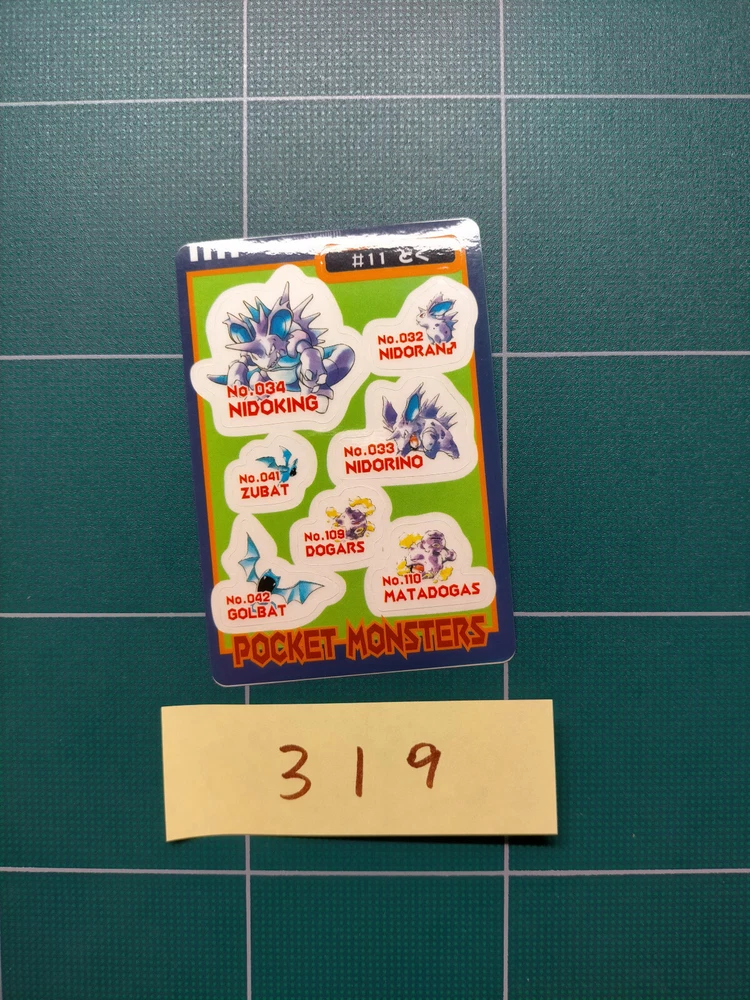 #11 どく
No.034
NIDOKING
No.032
NIDORAN♂
No.033
NIDORINO
No.041
ZUBAT
No.109
DOGARS
No.042
GOLBAT
No.110
MATADOGAS
POCKET MONSTERS
319